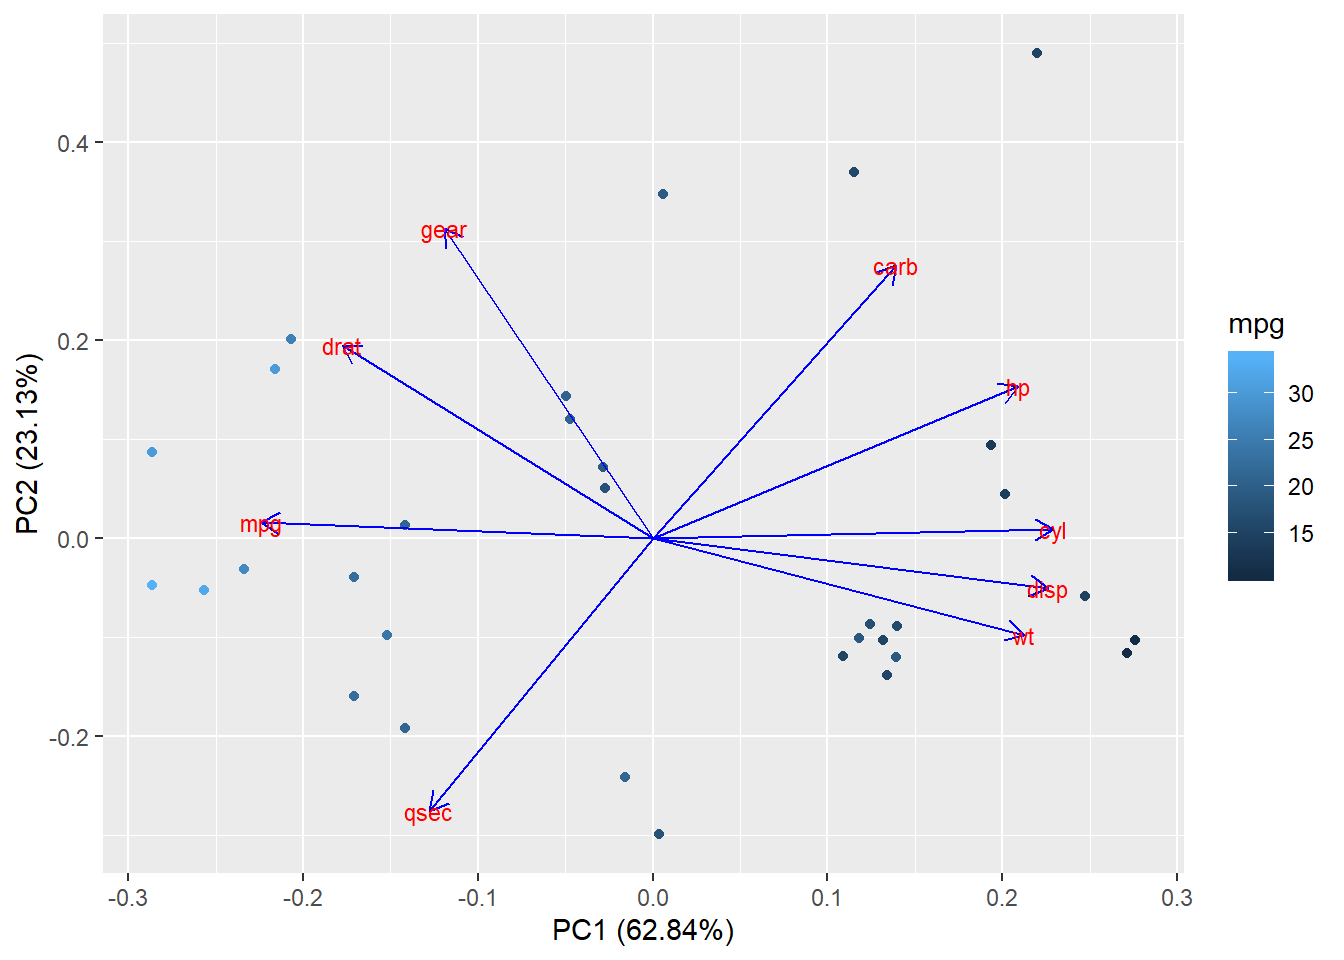 gear
carb
drat
hp
mpg
cyl
disp
wt
qsec
0.4
0.2
0.0
-0.2
PC2 (23.13%)
-0.3
-0.2
-0.1
0.0
0.1
0.2
0.3
PC1 (62.84%)
mpg
30
25
20
15